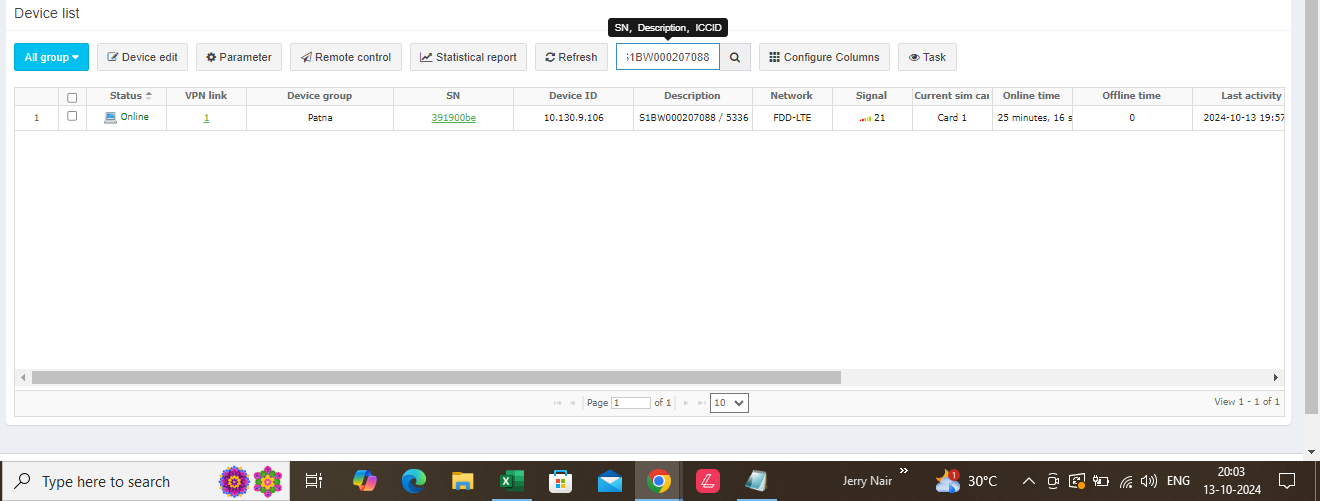 Device list
SN, Description, ICCID
All group Device edit Parameter Remote control Statistical report Refresh S1BW000207088 Configure Columns Task
Status VPN link Device group SN Device ID Description Network Signal Current sim car Online time Offline time Last activity
1 Online 1 Patna 391900be 10.130.9.106 S1BW000207088 / 5336 FDD-LTE 21 Card 1 25 minutes, 16 s 0 2024-10-13 19:57
Page 1 of 1 10 View 1 - 1 of 1
Type here to search Jerry Nair 1 30°C ENG 20:03
13-10-2024